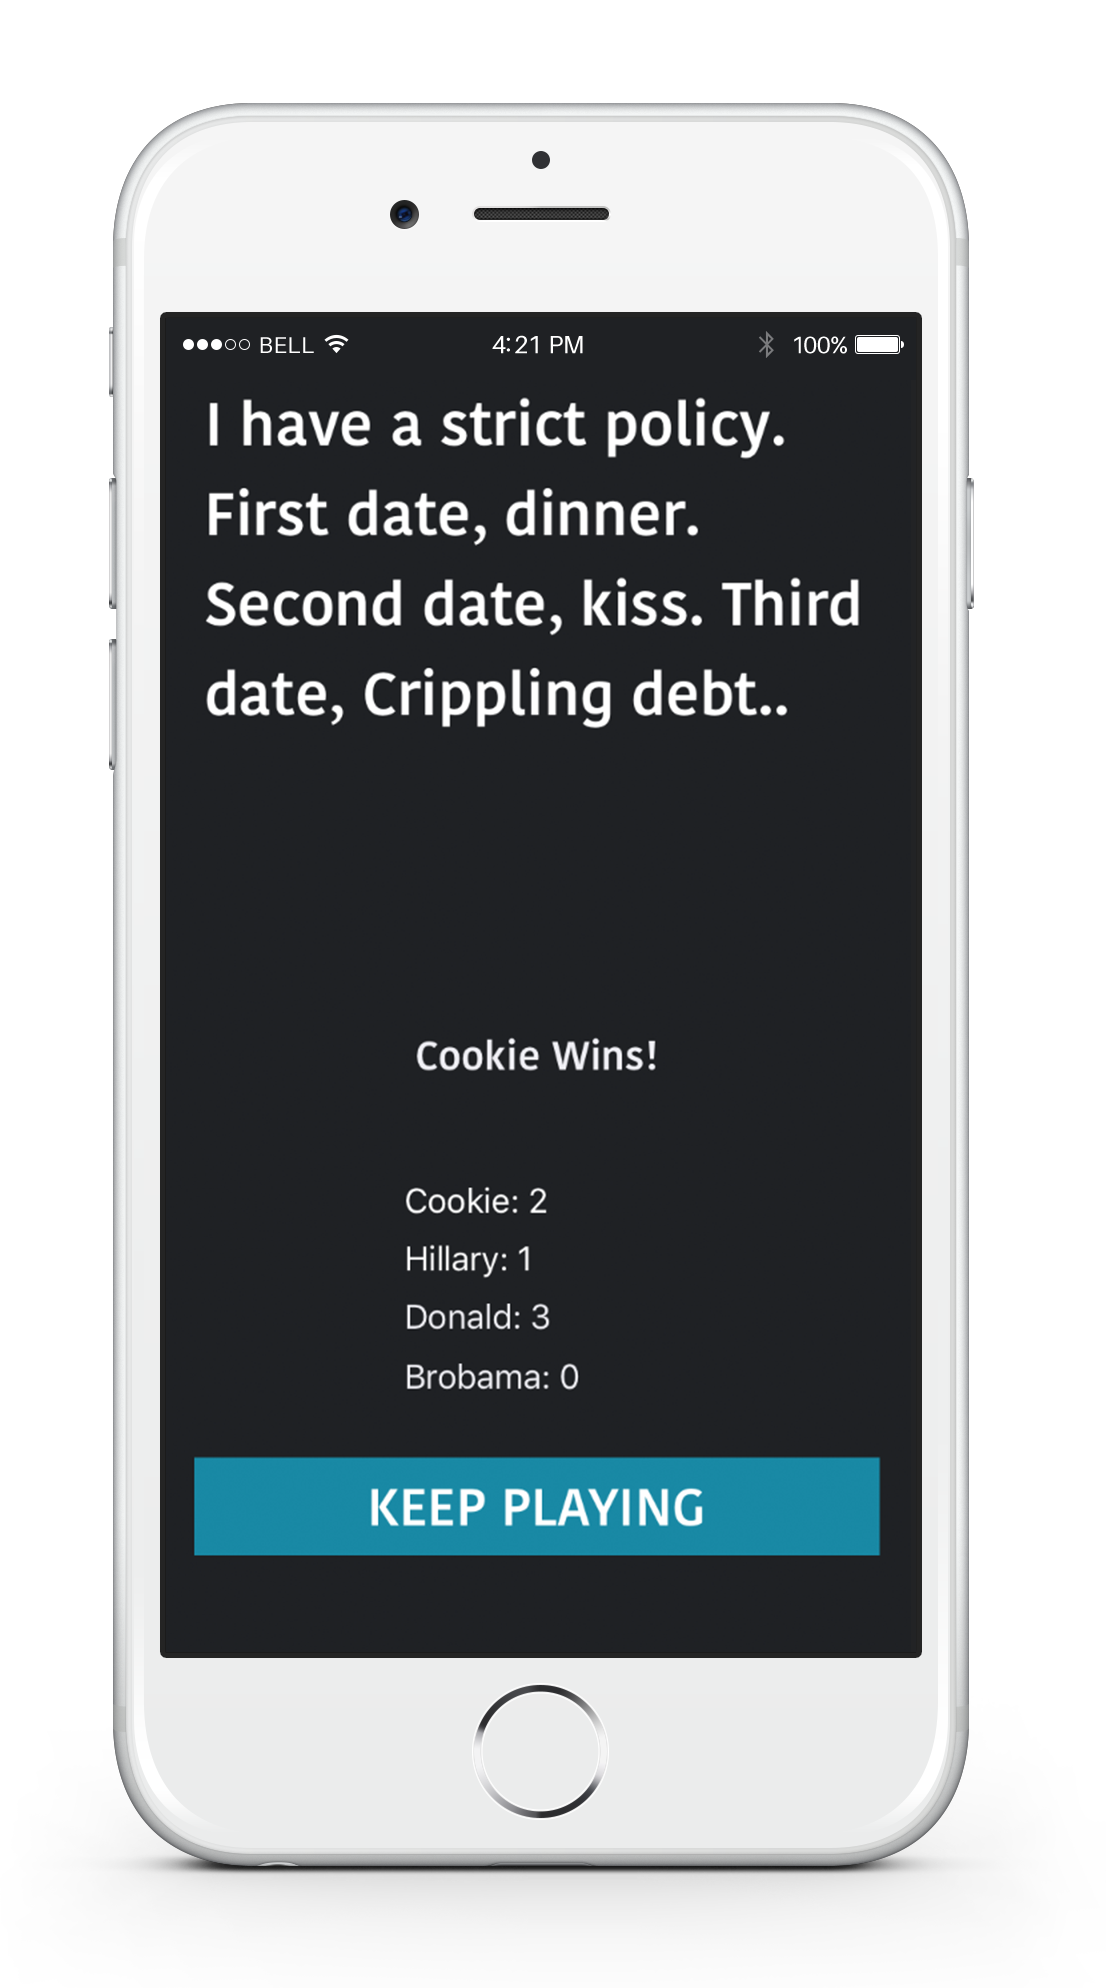 BELL 4:21 PM 100%
I have a strict policy.
First date, dinner.
Second date, kiss. Third
date, Crippling debt..
Cookie Wins!
Cookie: 2
Hillary: 1
Donald: 3
Brobama: 0
KEEP PLAYING